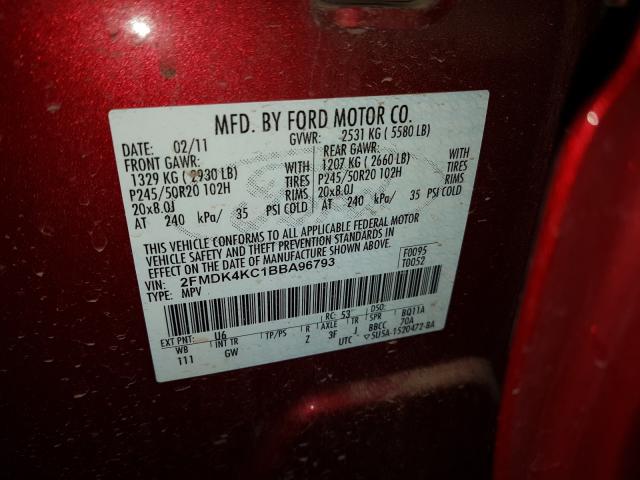 MFD. BY FORD MOTOR CO.
DATE: 02/11 GVWR: 2531 KG ( 5580 LB)
FRONT GAWR: REAR GAWR:
1329 KG ( 2930 LB) WITH 1207 KG ( 2660 LB) WITH
P245/50R20 102H TIRES P245/50R20 102H TIRES
20x8.0J RIMS 20x8.0J RIMS
AT 240 kPa/ 35 PSI COLD AT 240 kPa/ 35 PSI COLD
THIS VEHICLE CONFORMS TO ALL APPLICABLE FEDERAL MOTOR
VEHICLE SAFETY AND THEFT PREVENTION STANDARDS IN
EFFECT ON THE DATE OF MANUFACTURE SHOWN ABOVE. F0095
VIN: 2FMDK4KC1BBA96793 T0052
TYPE: MPV
EXT PNT: U6 RC: 53 DSO:
WB INT TR TP/PS R AXLE TR SPR BQ11A
111 GW 2 3F J BBCC 70A
UTC 5U5A-1520472-BA